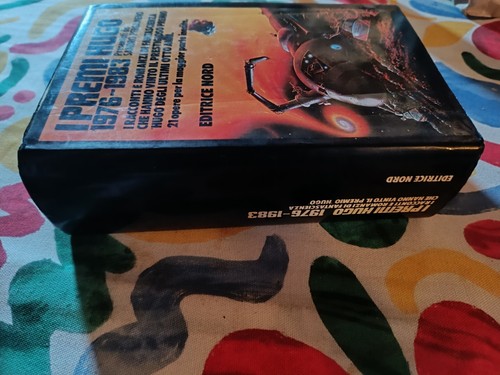 I PREMI HUGO
1976-1983
I RACCONTI E I ROMANZI DI FANTASCIENZA
CHE HANNO VINTO IL PRESTIGIOSO PREMIO
HUGO DEGLI ULTIMI OTTO ANNI.
21 opere per la maggior parte inedite
EDITRICE NORD
I PREMI HUGO 1976-1983
I RACCONTI E ROMANZI DI FANTASCIENZA
CHE HANNO VINTO IL PREMIO HUGO
EDITRICE NORD